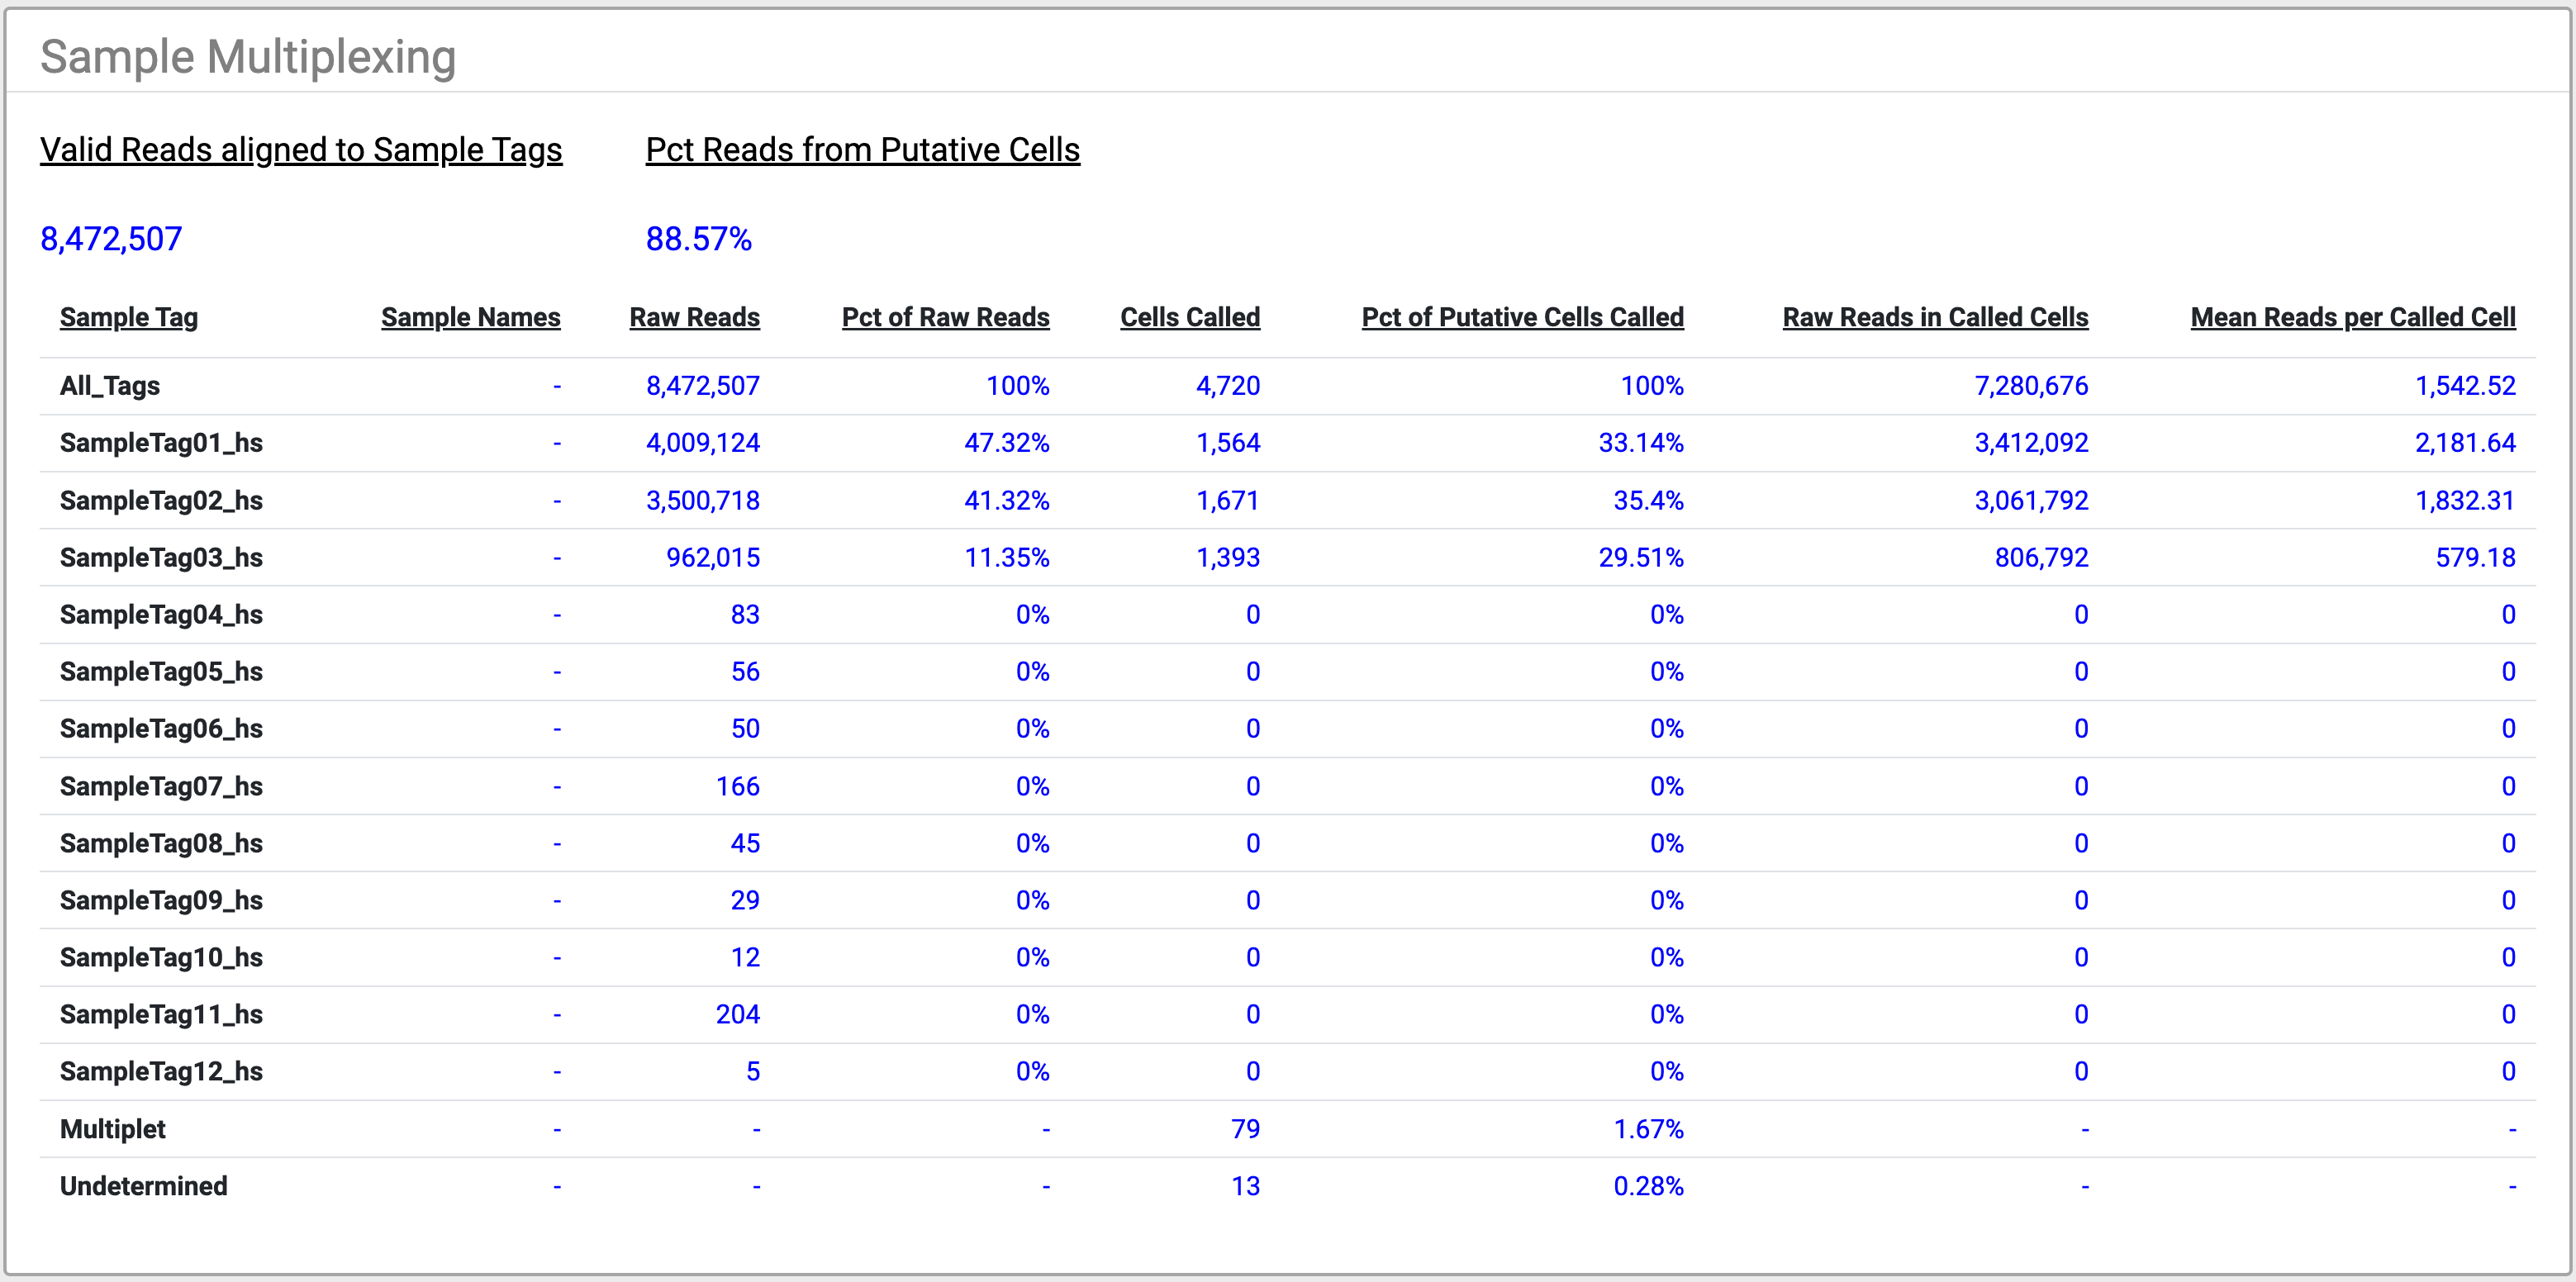 Sample Multiplexing
Valid Reads aligned to Sample Tags Pct Reads from Putative Cells
8,472,507 88.57%
Sample Tag Sample Names Raw Reads Pct of Raw Reads Cells Called Pct of Putative Cells Called Raw Reads in Called Cells Mean Reads per Called Cell
All_Tags - 8,472,507 100% 4,720 100% 7,280,676 1,542.52
SampleTag01_hs - 4,009,124 47.32% 1,564 33.14% 3,412,092 2,181.64
SampleTag02_hs - 3,500,718 41.32% 1,671 35.4% 3,061,792 1,832.31
SampleTag03_hs - 962,015 11.35% 1,393 29.51% 806,792 579.18
SampleTag04_hs - 83 0% 0 0% 0 0
SampleTag05_hs - 56 0% 0 0% 0 0
SampleTag06_hs - 50 0% 0 0% 0 0
SampleTag07_hs - 166 0% 0 0% 0 0
SampleTag08_hs - 45 0% 0 0% 0 0
SampleTag09_hs - 29 0% 0 0% 0 0
SampleTag10_hs - 12 0% 0 0% 0 0
SampleTag11_hs - 204 0% 0 0% 0 0
SampleTag12_hs - 5 0% 0 0% 0 0
Multiplet - - - 79 1.67% - -
Undetermined - - - 13 0.28% - -